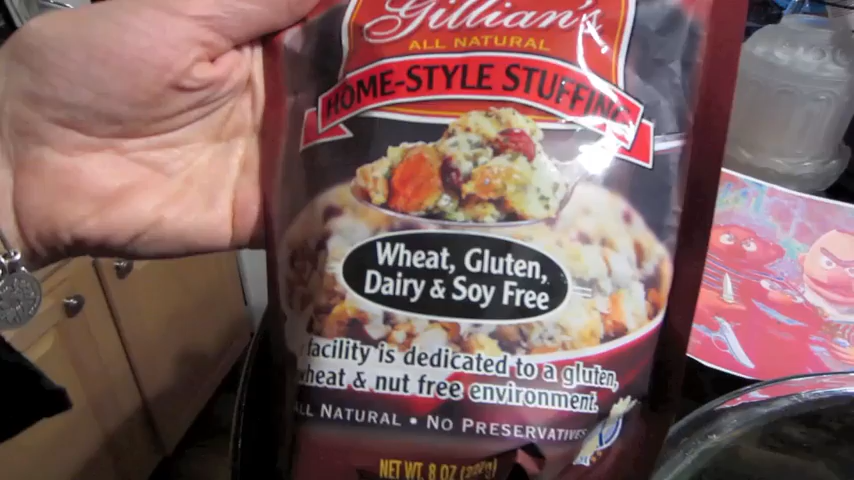 Gillian's
ALL NATURAL
HOME-STYLE STUFFING
Wheat, Gluten,
Dairy & Soy Free
facility is dedicated to a gluten,
wheat & nut free environment.
ALL NATURAL • NO PRESERVATIVES
NET WT. 8 OZ